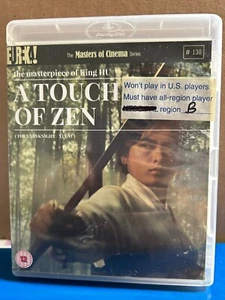 EUREKA!
The Masters of Cinema Series
# 130
the masterpiece of King HU
A TOUCH
OF ZEN
Won't play in U.S. players
Must have all-region player
region B
12